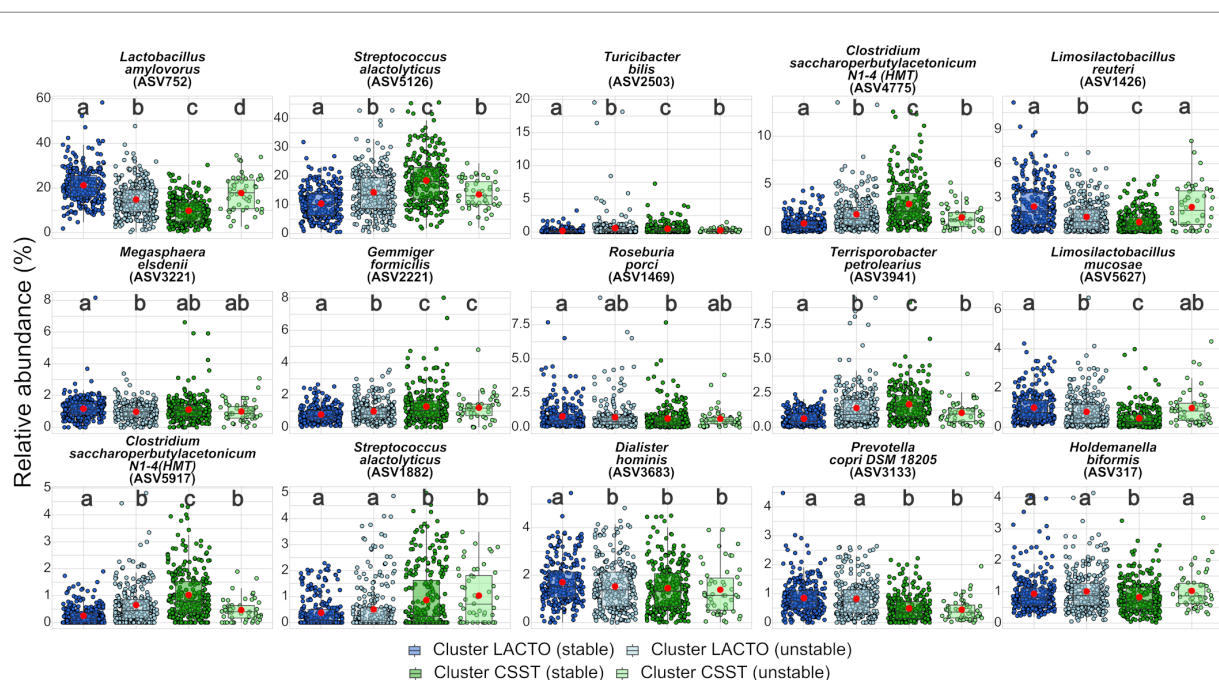 Lactobacillus
amylovorus
(ASV752)
Streptococcus
alactolyticus
(ASV5126)
Turicibacter
bilis
(ASV2503)
Clostridium
saccharoperbutylacetonicum
N1-4 (HMT)
(ASV4775)
Limosilactobacillus
reuteri
(ASV1426)
60
40
20
0
a b c d
40
30
20
10
0
a b c b
20
15
10
5
0
a b c b
10
5
0
a b c b
9
6
3
0
a b c a
Relative abundance (%)
Megasphaera
elsdenii
(ASV3221)
Gemmiger
formicilis
(ASV2221)
Roseburia
porci
(ASV1469)
Terrisporobacter
petrolearius
(ASV3941)
Limosilactobacillus
mucosae
(ASV5627)
8
6
4
2
0
a b ab ab
8
6
4
2
0
a b c c
7.5
5.0
2.5
0.0
a ab b ab
7.5
5.0
2.5
0.0
a b c b
6
4
2
0
a b c ab
Clostridium
saccharoperbutylacetonicum
N1-4(HMT)
(ASV5917)
Streptococcus
alactolyticus
(ASV1882)
Dialister
hominis
(ASV3683)
Prevotella
copri DSM 18205
(ASV3133)
Holdemanella
biformis
(ASV317)
5
4
3
2
1
0
a b c b
5
4
3
2
1
0
a a b b
4
2
0
a b b b
4
3
2
1
0
a a b b
4
3
2
1
0
a a b a
Cluster LACTO (stable) Cluster LACTO (unstable)
Cluster CSST (stable) Cluster CSST (unstable)